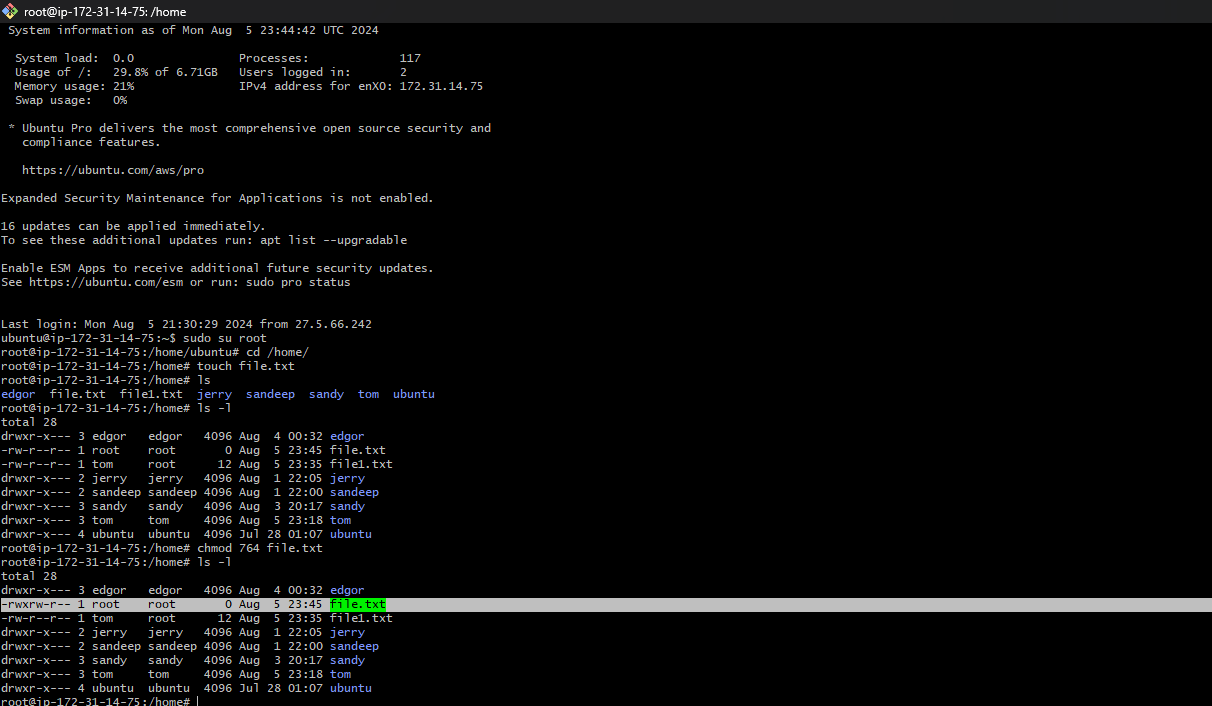 root@ip-172-31-14-75: /home
System information as of Mon Aug  5 23:44:42 UTC 2024
System load:  0.0                Processes:             117
Usage of /:   29.8% of 6.71GB   Users logged in:       2
Memory usage: 21%               IPv4 address for enX0: 172.31.14.75
Swap usage:   0%
* Ubuntu Pro delivers the most comprehensive open source security and
compliance features.
https://ubuntu.com/aws/pro
Expanded Security Maintenance for Applications is not enabled.
16 updates can be applied immediately.
To see these additional updates run: apt list --upgradable
Enable ESM Apps to receive additional future security updates.
See https://ubuntu.com/esm or run: sudo pro status
Last login: Mon Aug  5 21:30:29 2024 from 27.5.66.242
ubuntu@ip-172-31-14-75:~$ sudo su root
root@ip-172-31-14-75:/home/ubuntu# cd /home/
root@ip-172-31-14-75:/home# touch file.txt
root@ip-172-31-14-75:/home# ls
edgor  file.txt  file1.txt  jerry  sandeep  sandy  tom  ubuntu
root@ip-172-31-14-75:/home# ls -l
total 28
drwxr-x--- 3 edgor   edgor   4096 Aug  4 00:32 edgor
-rw-r--r-- 1 root    root       0 Aug  5 23:45 file.txt
-rw-r--r-- 1 tom     root      12 Aug  5 23:35 file1.txt
drwxr-x--- 2 jerry   jerry   4096 Aug  1 22:05 jerry
drwxr-x--- 2 sandeep sandeep 4096 Aug  1 22:00 sandeep
drwxr-x--- 3 sandy   sandy   4096 Aug  3 20:17 sandy
drwxr-x--- 3 tom     tom     4096 Aug  5 23:18 tom
drwxr-x--- 4 ubuntu  ubuntu  4096 Jul 28 01:07 ubuntu
root@ip-172-31-14-75:/home# chmod 764 file.txt
root@ip-172-31-14-75:/home# ls -l
total 28
drwxr-x--- 3 edgor   edgor   4096 Aug  4 00:32 edgor
-rwxrw-r-- 1 root    root       0 Aug  5 23:45 file.txt
-rw-r--r-- 1 tom     root      12 Aug  5 23:35 file1.txt
drwxr-x--- 2 jerry   jerry   4096 Aug  1 22:05 jerry
drwxr-x--- 2 sandeep sandeep 4096 Aug  1 22:00 sandeep
drwxr-x--- 3 sandy   sandy   4096 Aug  3 20:17 sandy
drwxr-x--- 3 tom     tom     4096 Aug  5 23:18 tom
drwxr-x--- 4 ubuntu  ubuntu  4096 Jul 28 01:07 ubuntu
root@ip-172-31-14-75:/home#